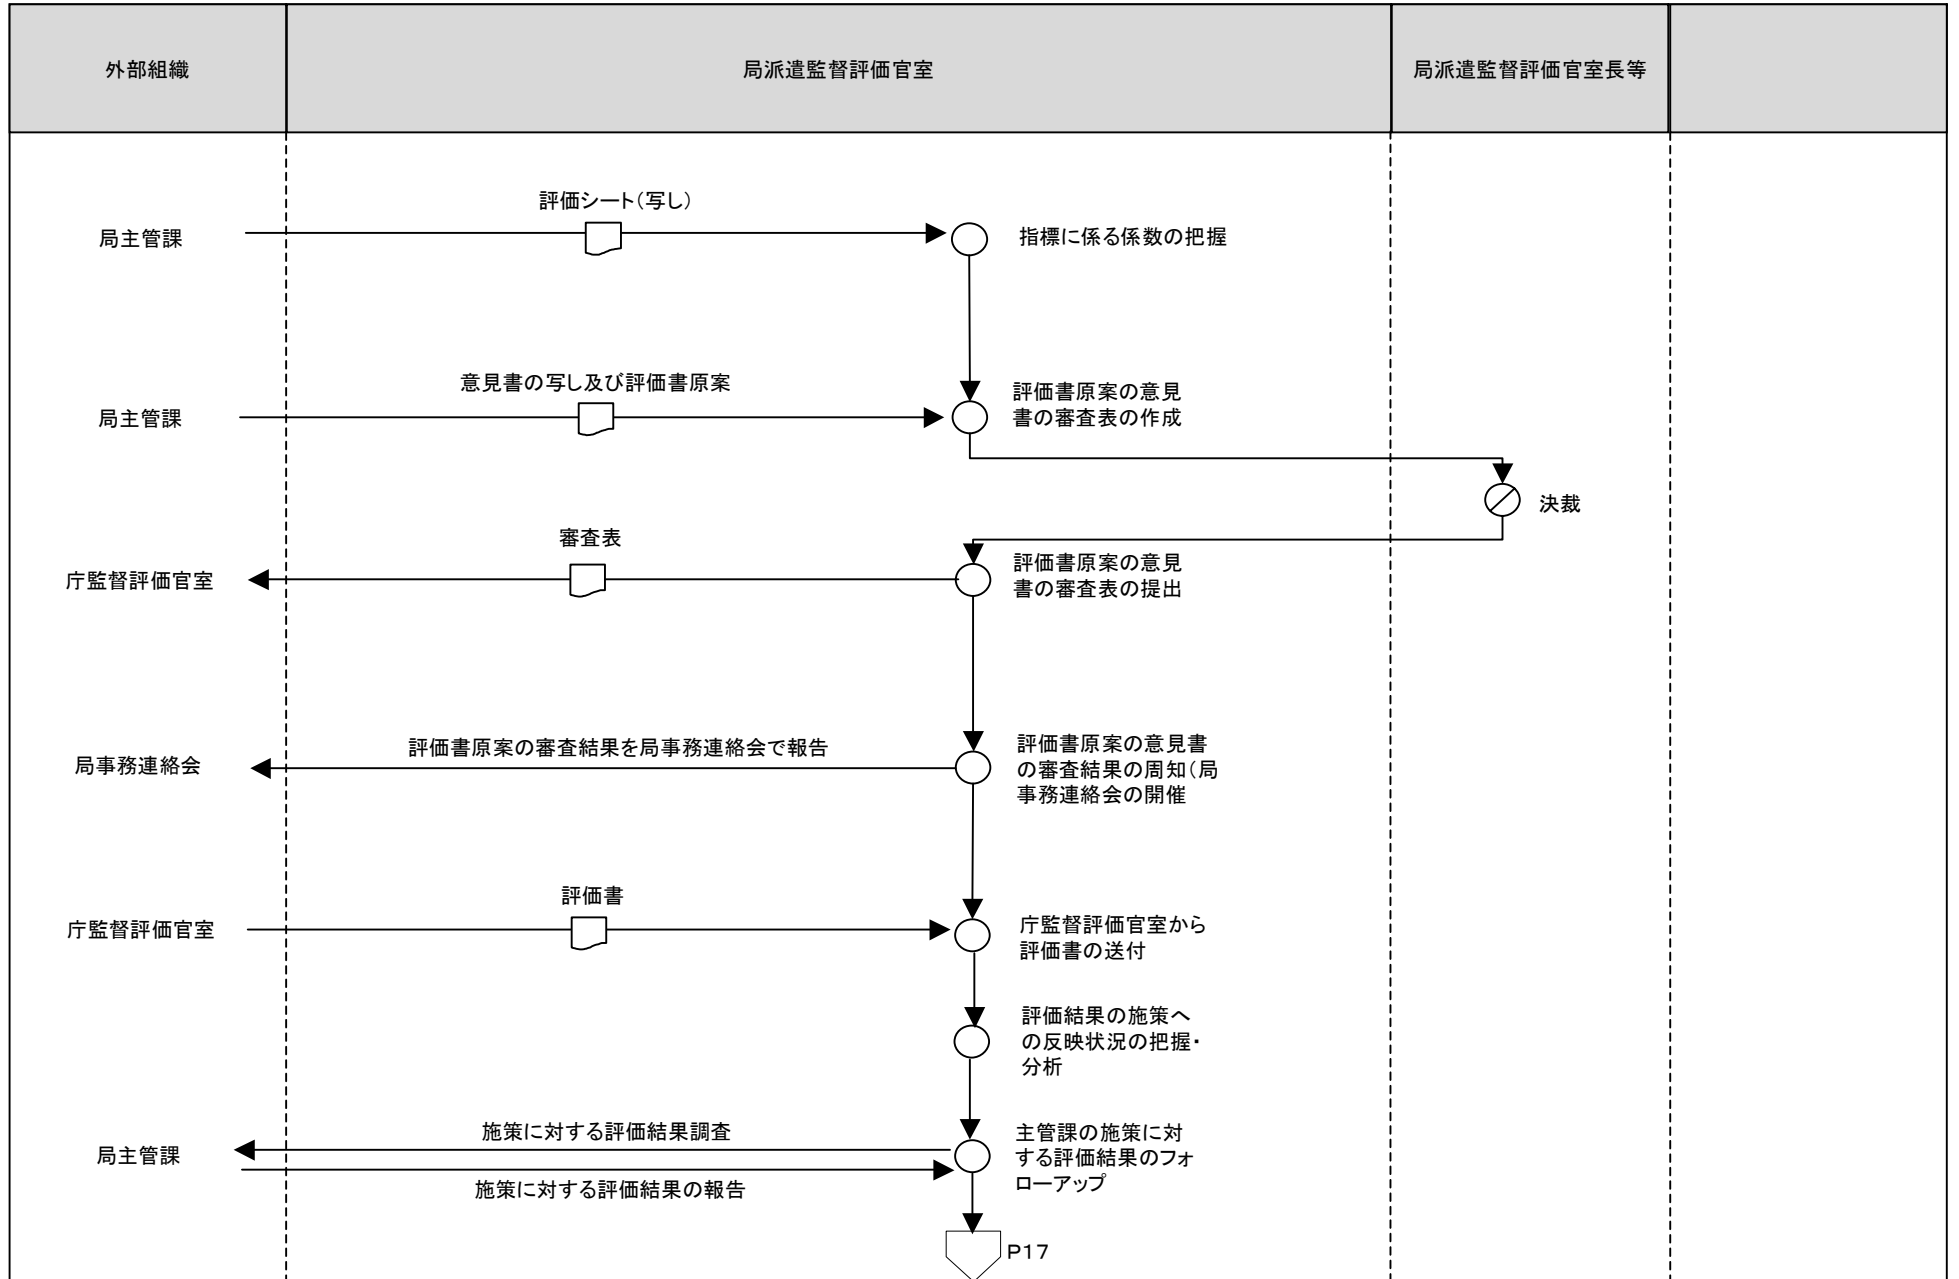 外部組織
局派遣監督評価官室
局派遣監督評価官室長等
評価シート(写し)
局主管課
指標に係る係数の把握
意見書の写し及び評価書原案
局主管課
評価書原案の意見
書の審査表の作成
決裁
審査表
庁監督評価官室
評価書原案の意見
書の審査表の提出
局事務連絡会
評価書原案の審査結果を局事務連絡会で報告
評価書原案の意見書
の審査結果の周知(局
事務連絡会の開催
評価書
庁監督評価官室
庁監督評価官室から
評価書の送付
評価結果の施策へ
の反映状況の把握・
分析
施策に対する評価結果調査
局主管課
施策に対する評価結果の報告
主管課の施策に対
する評価結果のフォ
ローアップ
P17